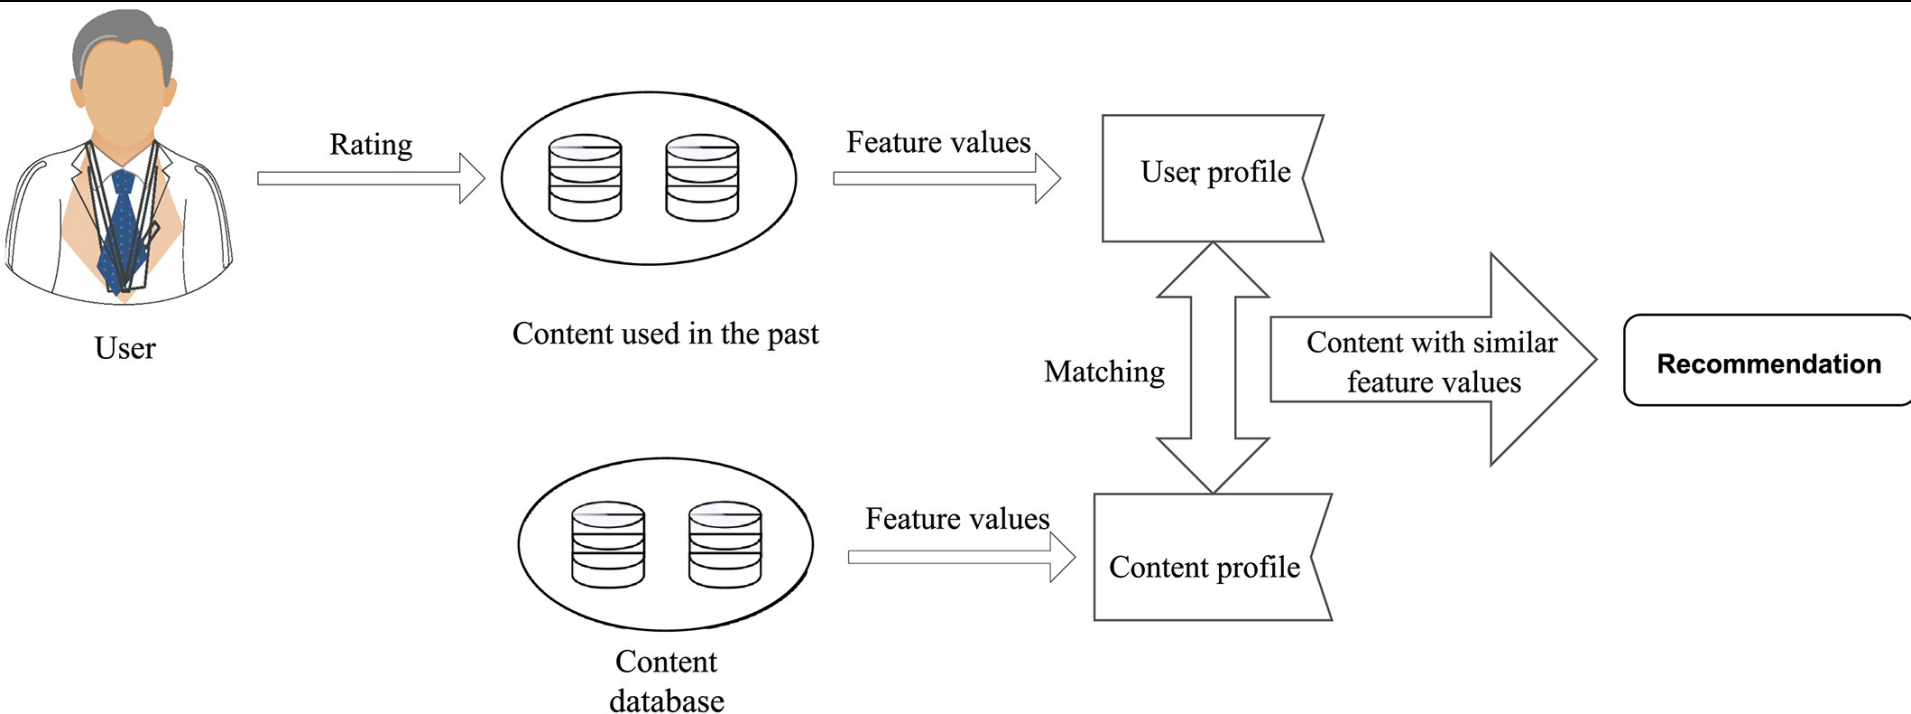 Rating
Feature values
User profile
User
Content used in the past
Matching
Content with similar
feature values
Recommendation
Feature values
Content profile
Content
database